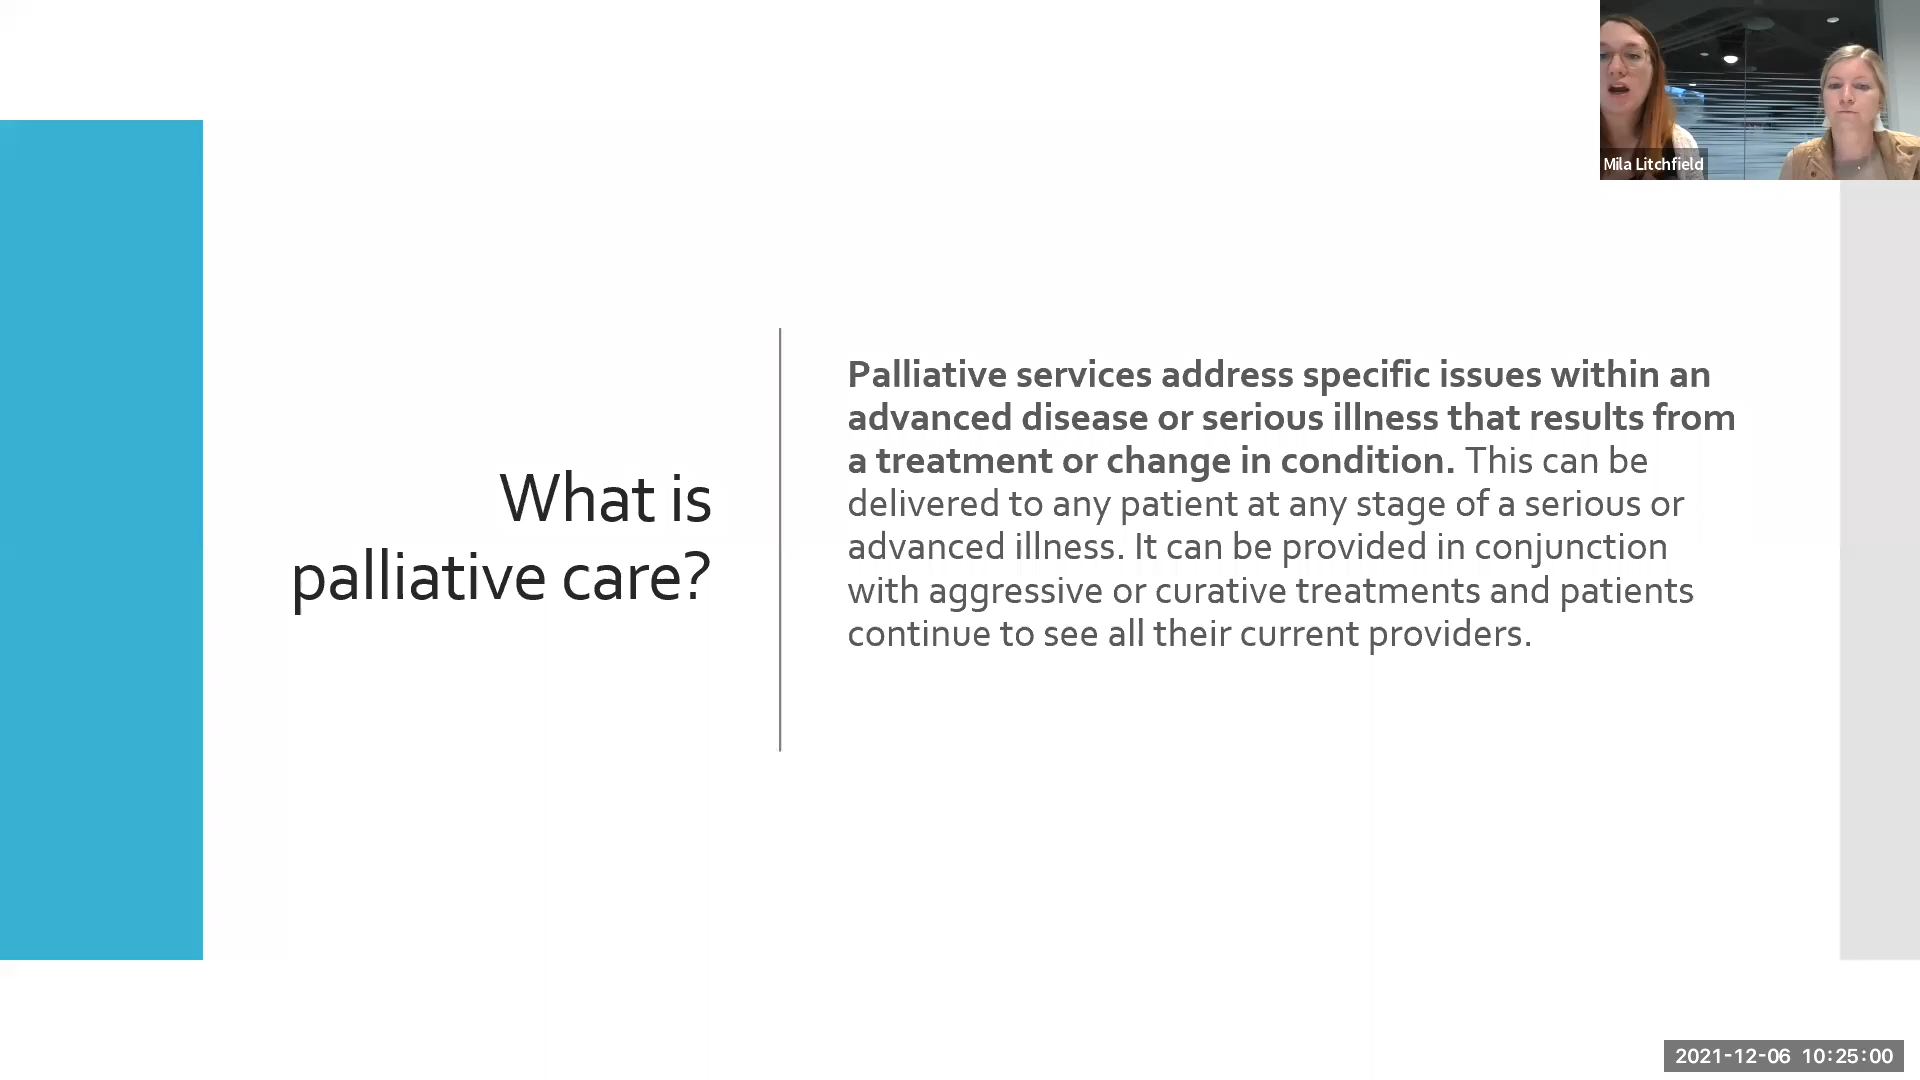 Mila Litchfield
What is
palliative care?
Palliative services address specific issues within an
advanced disease or serious illness that results from
a treatment or change in condition. This can be
delivered to any patient at any stage of a serious or
advanced illness. It can be provided in conjunction
with aggressive or curative treatments and patients
continue to see all their current providers.
2021-12-06 10:25:00